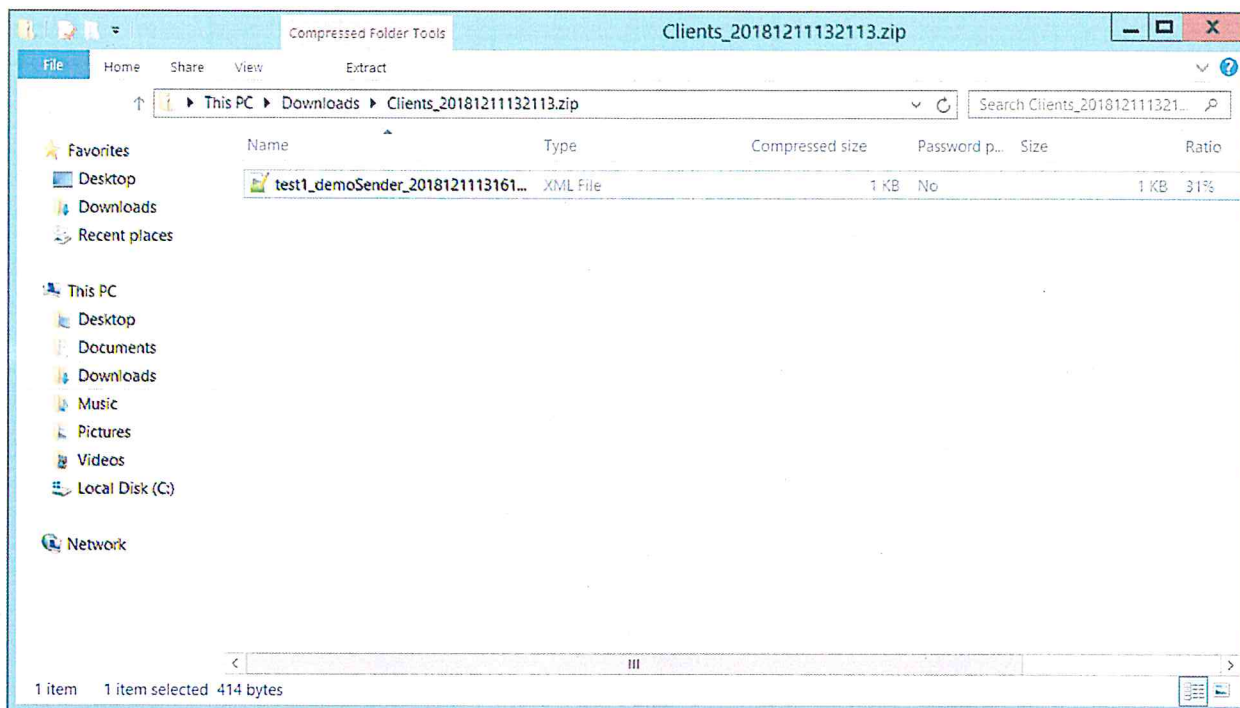 Compressed Folder Tools
Clients_20181211132113.zip
File Home Share View Extract
This PC Downloads Clients_20181211132113.zip
Search Clients_201812111321...
Name Type Compressed size Password p... Size Ratio
test1_demoSender_2018121113161... XML File 1 KB No 1 KB 31%
Favorites
Desktop
Downloads
Recent places
This PC
Desktop
Documents
Downloads
Music
Pictures
Videos
Local Disk (C:)
Network
1 item 1 item selected 414 bytes